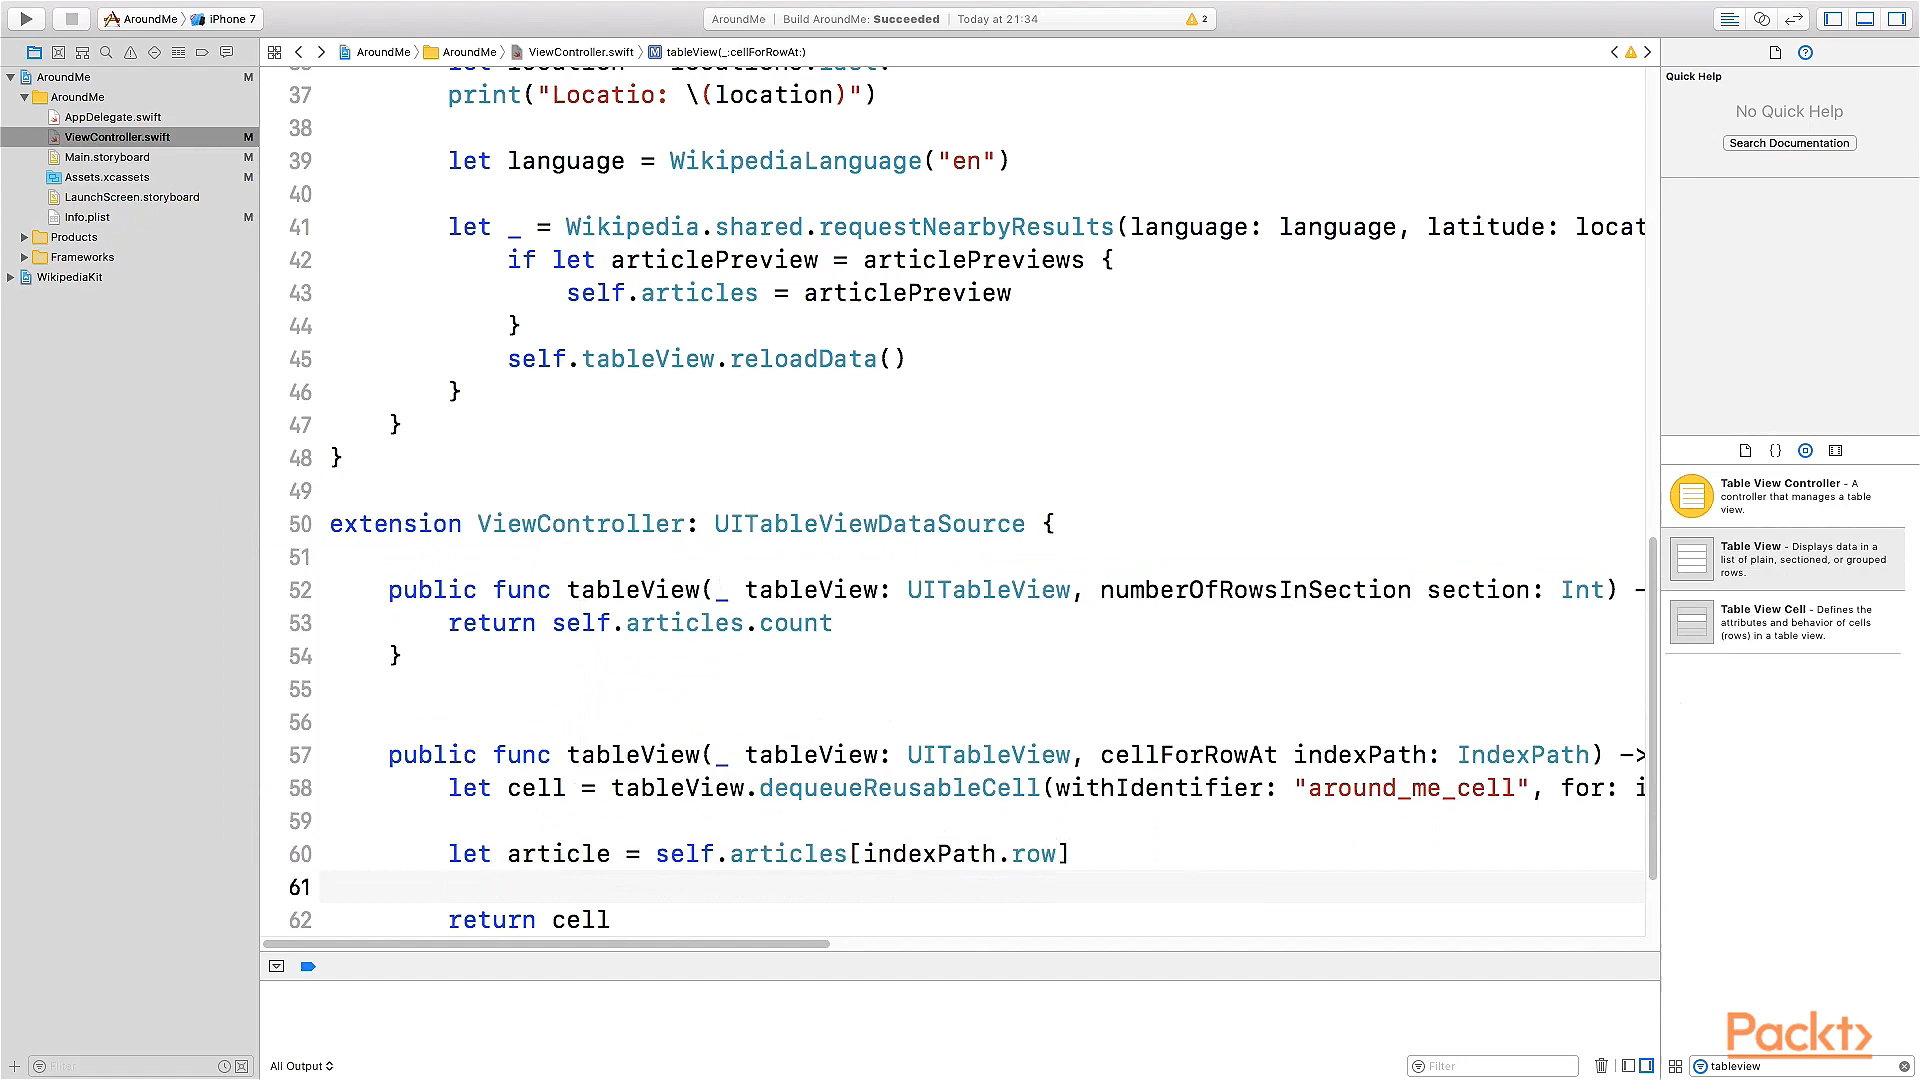 AroundMe
iPhone 7
AroundMe
Build AroundMe: Succeeded
Today at 21:34
2
AroundMe
AroundMe
ViewController.swift
tableView(_:cellForRowAt:)
AroundMe M
AroundMe
AppDelegate.swift
ViewController.swift M
Main.storyboard M
Assets.xcassets M
LaunchScreen.storyboard
Info.plist M
Products
Frameworks
WikipediaKit
37 print("Locatio: \(location)")
38
39 let language = WikipediaLanguage("en")
40
41 let _ = Wikipedia.shared.requestNearbyResults(language: language, latitude: locat
42 if let articlePreview = articlePreviews {
43 self.articles = articlePreview
44 }
45 self.tableView.reloadData()
46 }
47 }
48 }
49
50 extension ViewController: UITableViewDataSource {
51
52 public func tableView(_ tableView: UITableView, numberOfRowsInSection section: Int) -
53 return self.articles.count
54 }
55
56
57 public func tableView(_ tableView: UITableView, cellForRowAt indexPath: IndexPath) ->
58 let cell = tableView.dequeueReusableCell(withIdentifier: "around_me_cell", for: i
59
60 let article = self.articles[indexPath.row]
61
62 return cell
Filter
All Output
Filter
Quick Help
No Quick Help
Search Documentation
{}
Table View Controller - A
controller that manages a table
view.
Table View - Displays data in a
list of plain, sectioned, or grouped
rows.
Table View Cell - Defines the
attributes and behavior of cells
(rows) in a table view.
Packt>
tableview